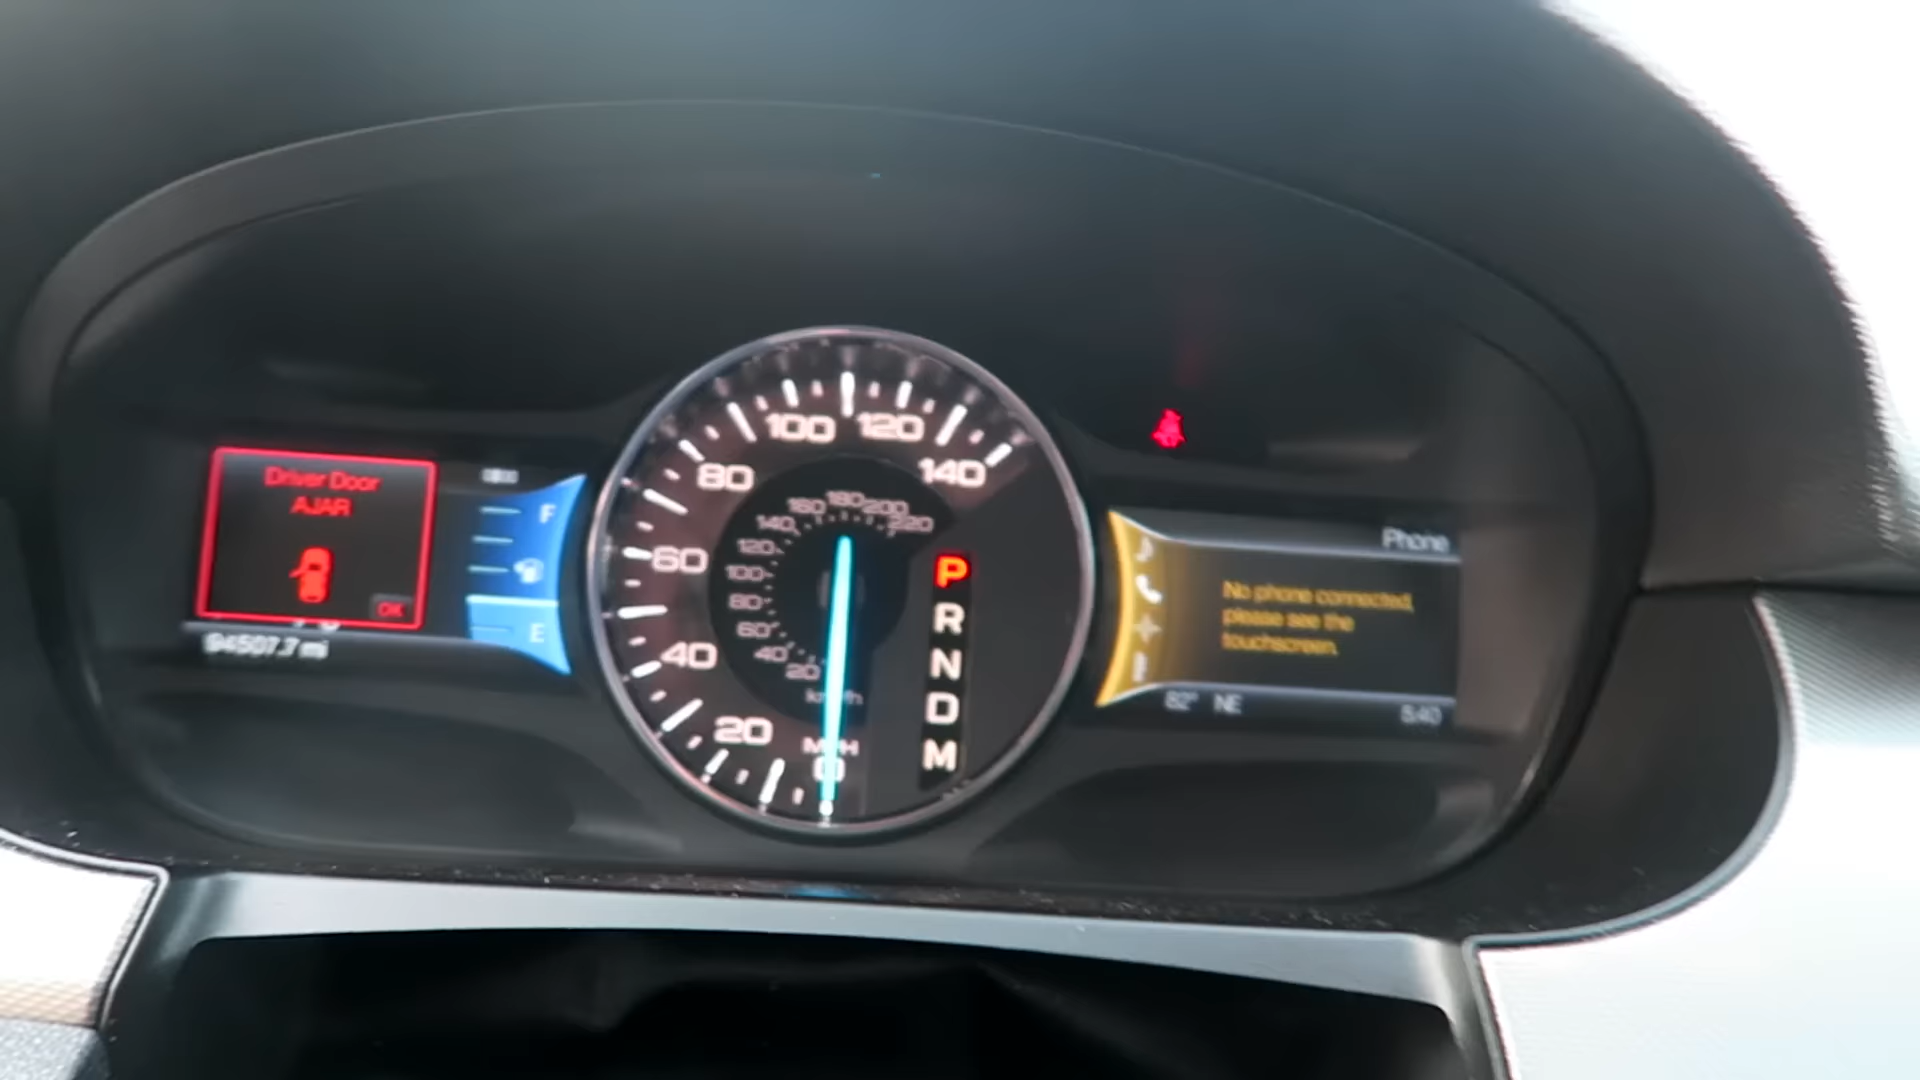 Driver Door
AJAR
OK
94507.7 mi
F
E
0
20
40
60
80
100
120
140
MPH
20
40
60
80
100
120
140
160
180
200
220
km/h
P
R
N
D
M
Phone
No phone connected,
please see the
touchscreen.
82° NE
5:40